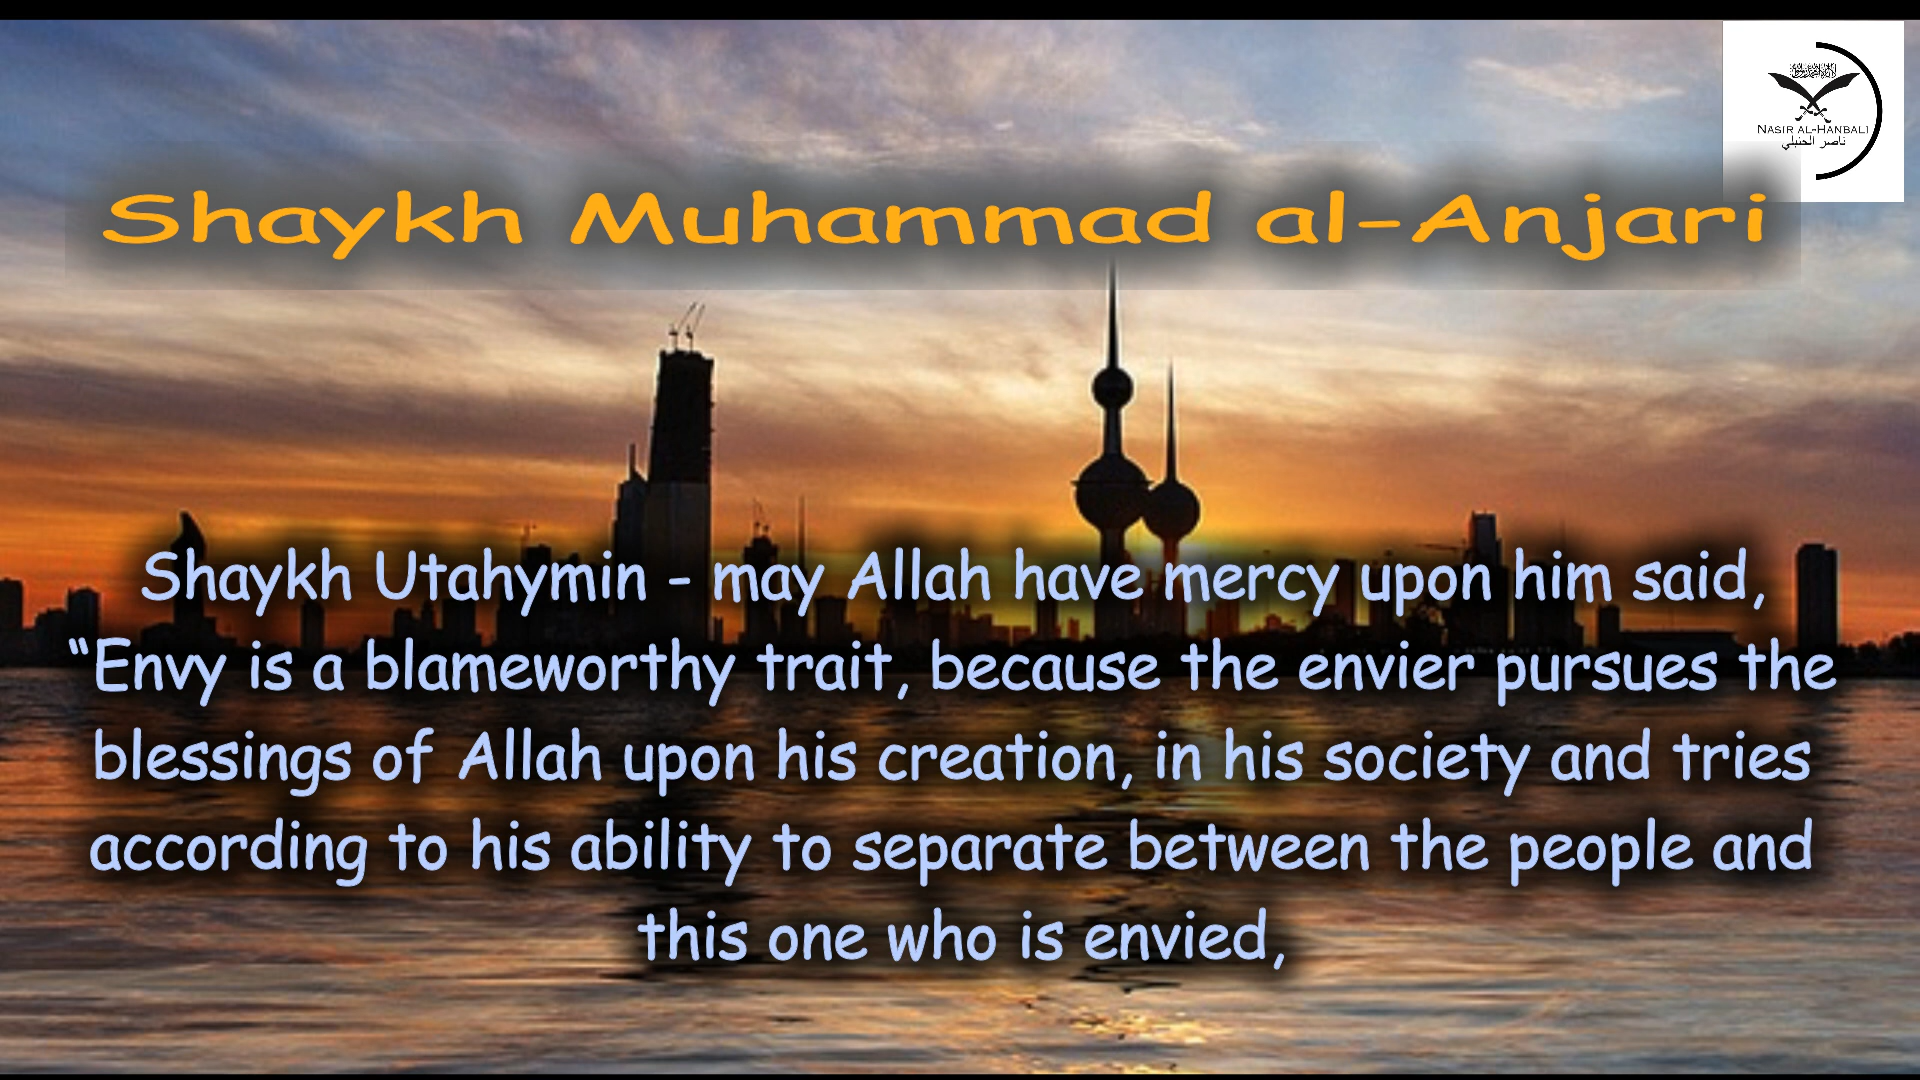 NASIR AL-HANBALI
ناصر الحنبلي
Shaykh Muhammad al-Anjari
Shaykh Utahymin - may Allah have mercy upon him said,
“Envy is a blameworthy trait, because the envier pursues the
blessings of Allah upon his creation, in his society and tries
according to his ability to separate between the people and
this one who is envied,